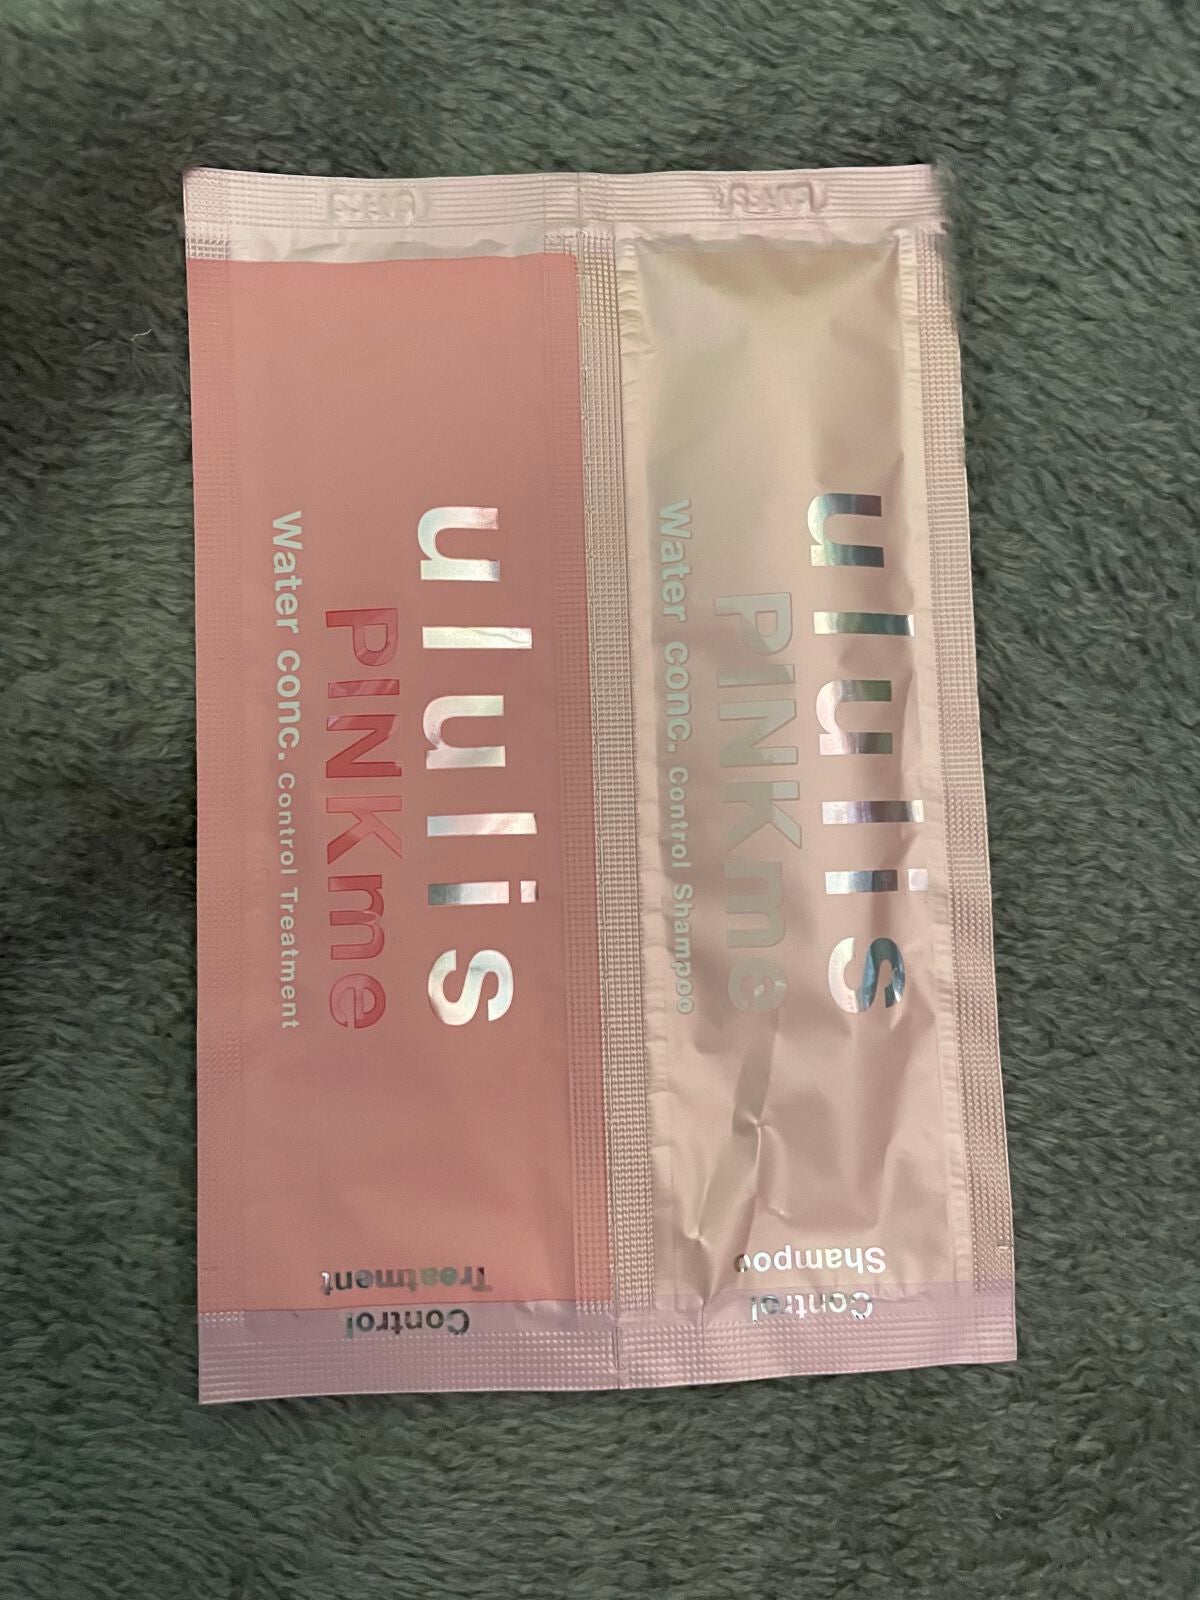 ululis
PINKme
Water conc. Control Treatment
Control
Treatment
ululis
PINKme
Water conc. Control Shampoo
Control
Shampoo